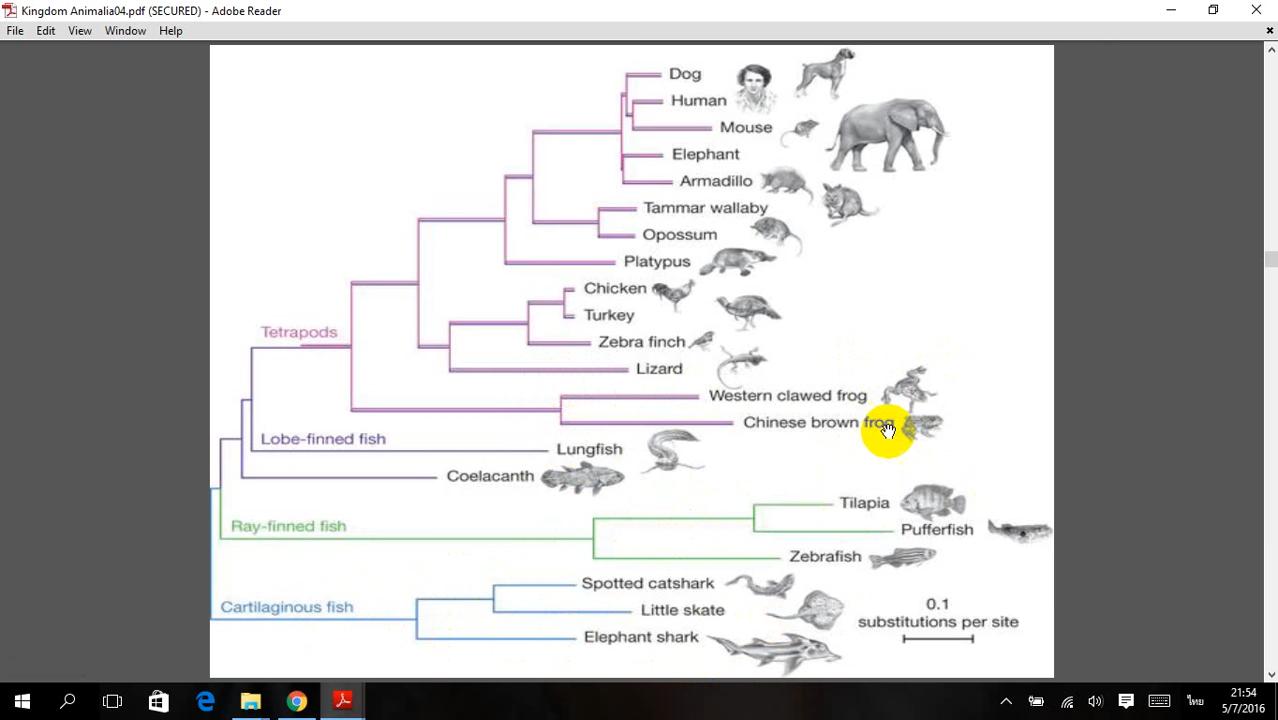 Kingdom Animalia04.pdf (SECURED) - Adobe Reader
File Edit View Window Help
Dog
Human
Mouse
Elephant
Armadillo
Tammar wallaby
Opossum
Platypus
Chicken
Turkey
Zebra finch
Tetrapods
Lizard
Western clawed frog
Chinese brown frog
Lobe-finned fish
Lungfish
Coelacanth
Tilapia
Ray-finned fish
Pufferfish
Zebrafish
Spotted catshark
Cartilaginous fish
Little skate
0.1
substitutions per site
Elephant shark
ไทย
21:54
5/7/2016